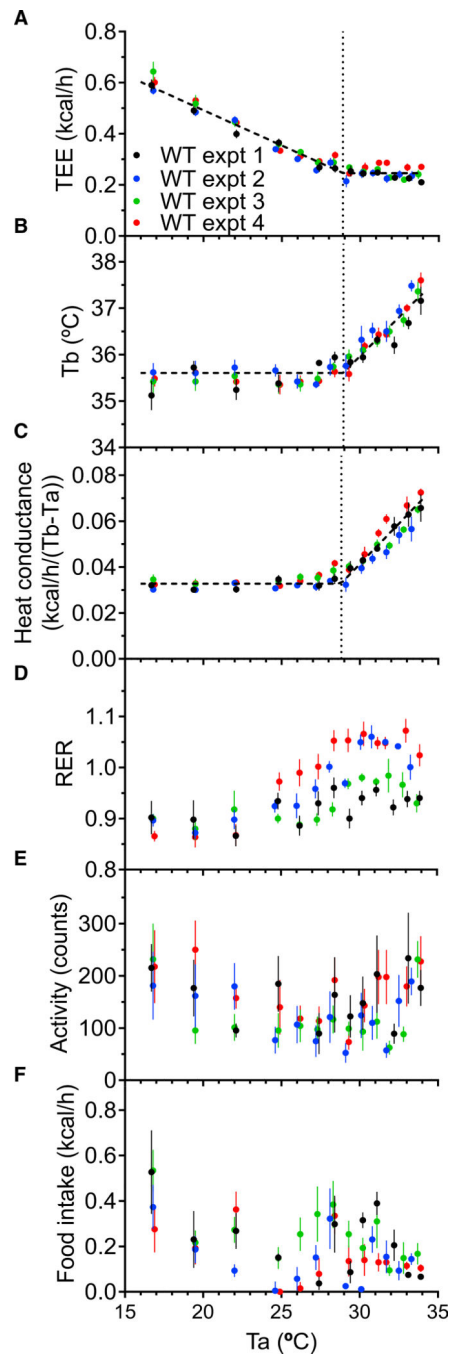 A
TEE (kcal/h)
0.8
0.6
0.4
0.2
0.0
WT expt 1
WT expt 2
WT expt 3
WT expt 4
B
Tb (ºC)
38
37
36
35
34
C
Heat conductance
(kcal/h/(Tb-Ta))
0.08
0.06
0.04
0.02
0.00
D
RER
1.1
1.0
0.9
0.8
E
Activity (counts)
300
200
100
0
F
Food intake (kcal/h)
0.8
0.6
0.4
0.2
0.0
15 20 25 30 35
Ta (ºC)